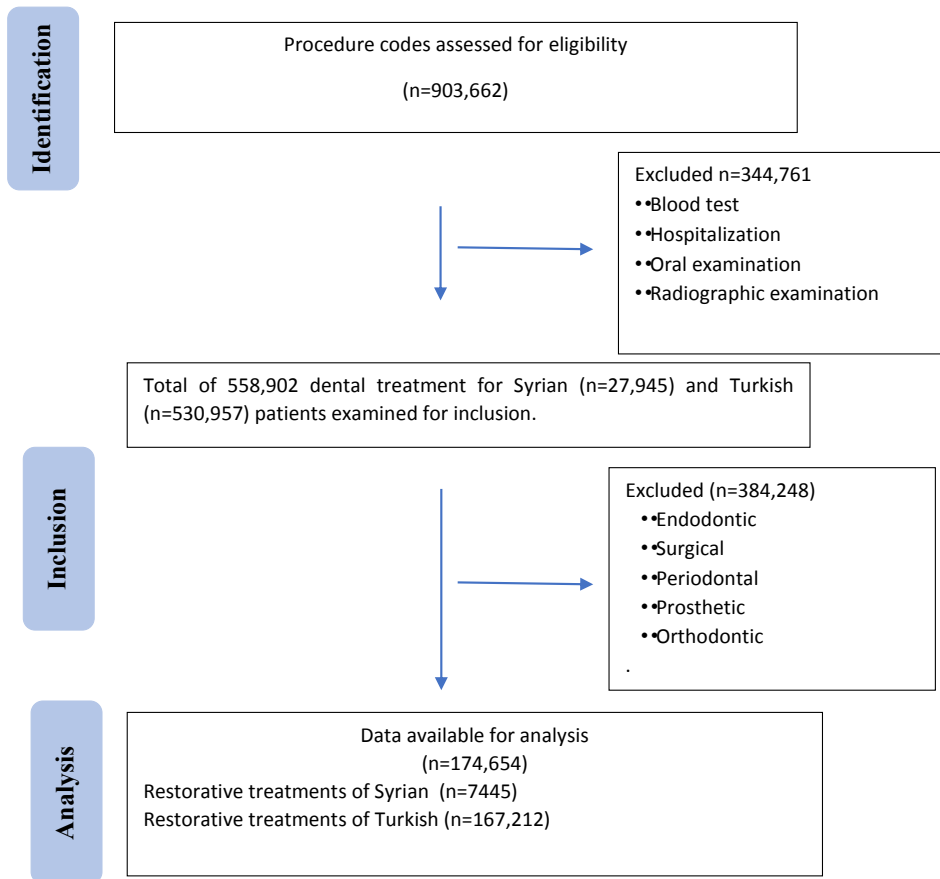 Identification
Procedure codes assessed for eligibility
(n=903,662)
Excluded n=344,761
••Blood test
••Hospitalization
••Oral examination
••Radiographic examination
Total of 558,902 dental treatment for Syrian (n=27,945) and Turkish
(n=530,957) patients examined for inclusion.
Inclusion
Excluded (n=384,248)
••Endodontic
••Surgical
••Periodontal
••Prosthetic
••Orthodontic
.
Analysis
Data available for analysis
(n=174,654)
Restorative treatments of Syrian (n=7445)
Restorative treatments of Turkish (n=167,212)